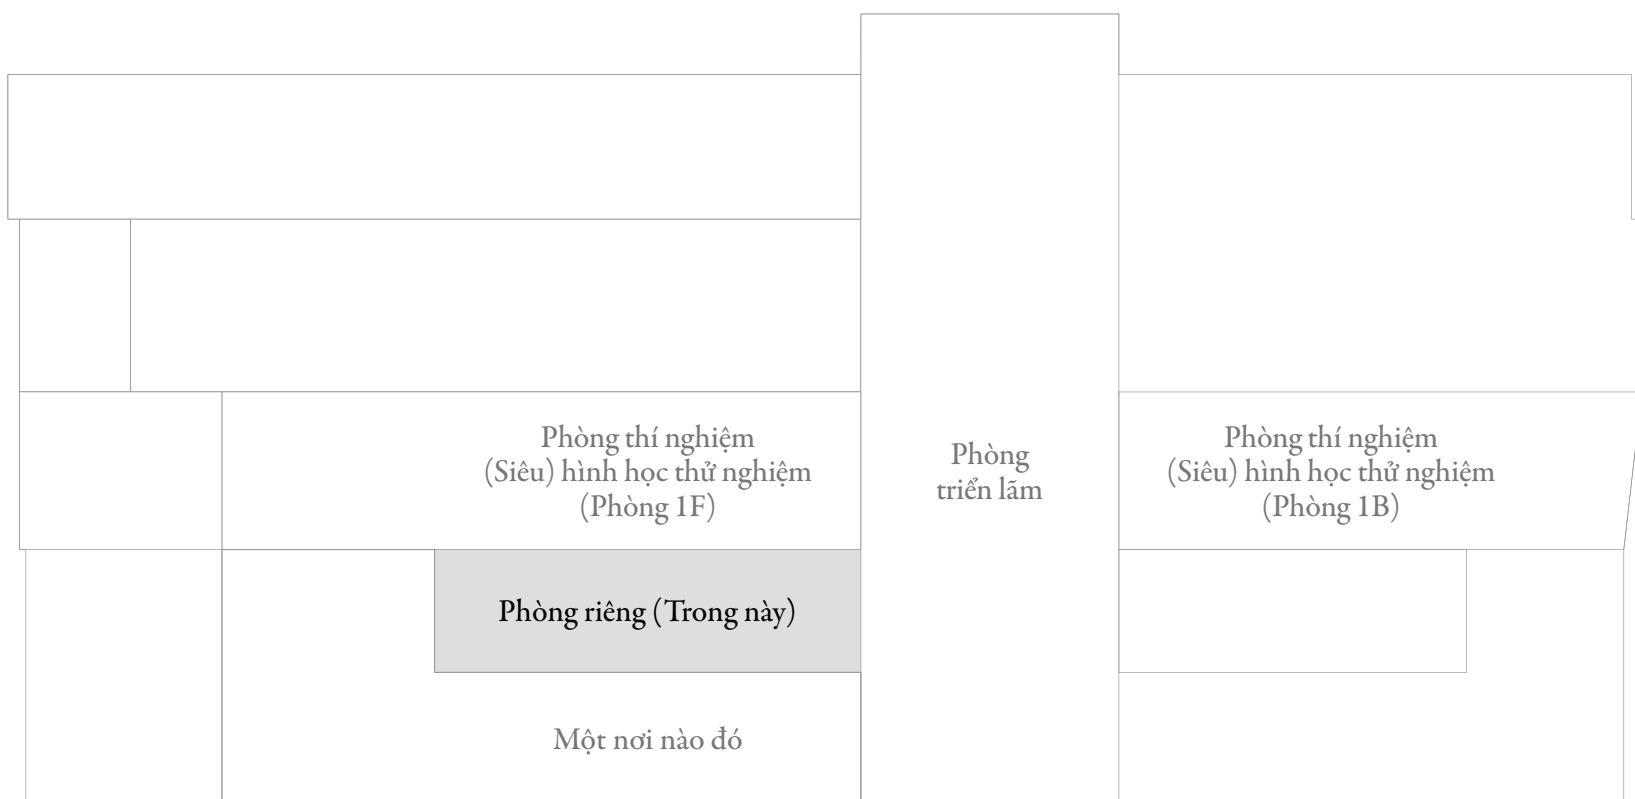 Phòng thí nghiệm
(Siêu) hình học thử nghiệm
(Phòng 1F)
Phòng
triển lãm
Phòng thí nghiệm
(Siêu) hình học thử nghiệm
(Phòng 1B)
Phòng riêng (Trong này)
Một nơi nào đó